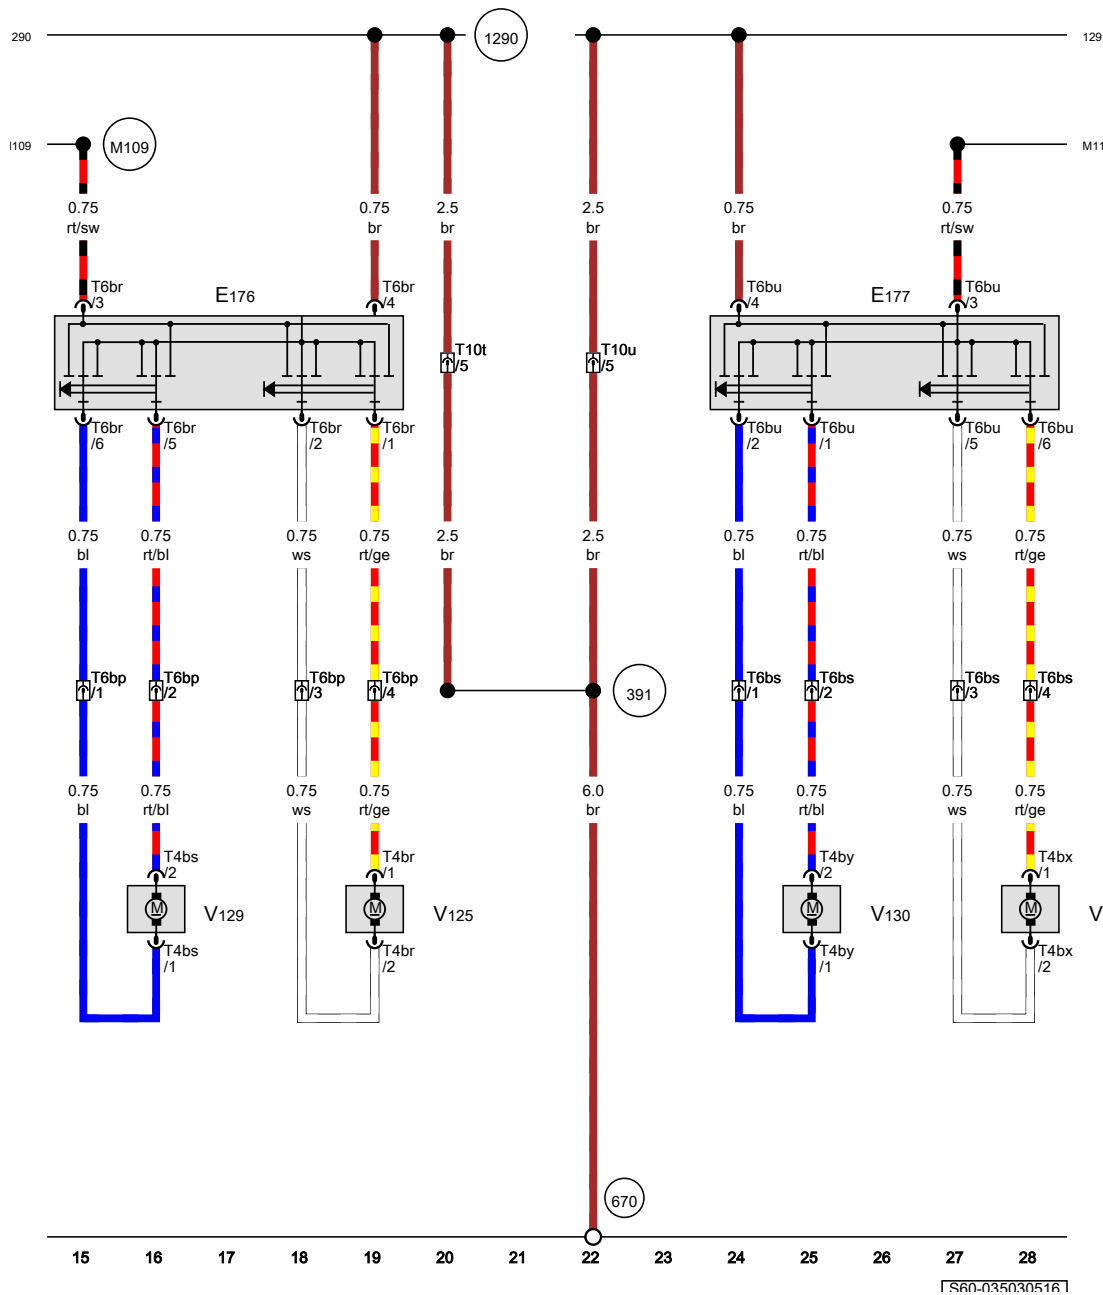 290
1290
129
I109
M109
M11
0.75 0.75 2.5 2.5 0.75 0.75
rt/sw br br br br rt/sw
T6br
/3
E176
T6br
/4
T6bu
/4
E177
T6bu
/3
T10t
/5
T10u
/5
T6br
/6
T6br
/5
T6br
/2
T6br
/1
T6bu
/2
T6bu
/1
T6bu
/5
T6bu
/6
0.75 0.75 0.75 0.75 2.5 2.5 0.75 0.75 0.75 0.75
bl rt/bl ws rt/ge br br bl rt/bl ws rt/ge
T6bp
/1
T6bp
/2
T6bp
/3
T6bp
/4
391
T6bs
/1
T6bs
/2
T6bs
/3
T6bs
/4
0.75 0.75 0.75 0.75 6.0 0.75 0.75 0.75 0.75
bl rt/bl ws rt/ge br bl rt/bl ws rt/ge
T4bs
/2
T4br
/1
T4by
/2
T4bx
/1
M V129 M V125 M V130 M V
T4bs
/1
T4br
/2
T4by
/1
T4bx
/2
670
15 16 17 18 19 20 21 22 23 24 25 26 27 28
S60-035030516